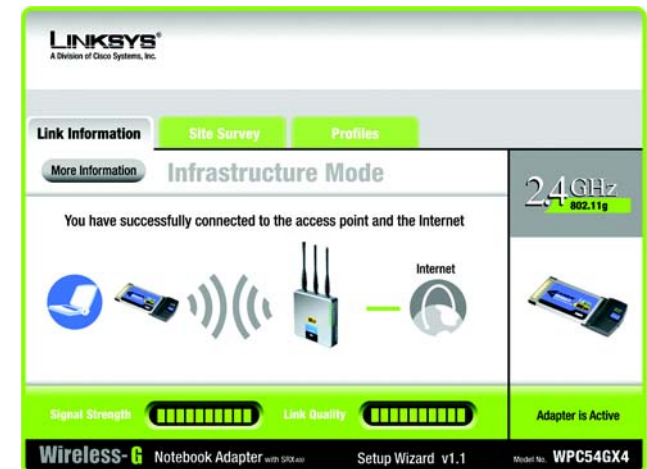 LINKSYS®
A Division of Cisco Systems, Inc.
Link Information
Site Survey
Profiles
More Information
Infrastructure Mode
2.4GHz
802.11g
You have successfully connected to the access point and the Internet
Internet
Signal Strength
Link Quality
Adapter is Active
Wireless-G Notebook Adapter with SRX400 Setup Wizard v1.1 Model No. WPC54GX4